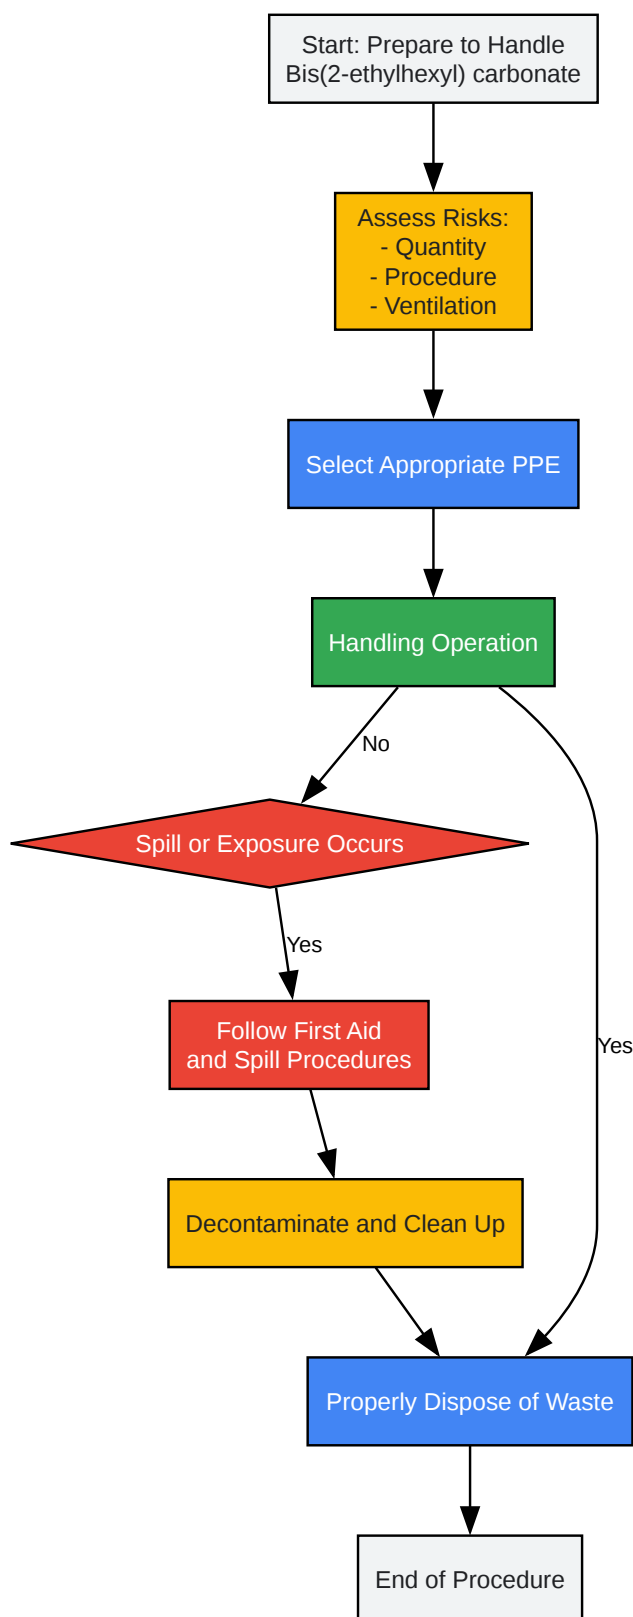 Start: Prepare to Handle
Bis(2-ethylhexyl) carbonate
Assess Risks:
- Quantity
- Procedure
- Ventilation
Select Appropriate PPE
Handling Operation
No
Spill or Exposure Occurs
Yes
Follow First Aid
and Spill Procedures
Yes
Decontaminate and Clean Up
Properly Dispose of Waste
End of Procedure